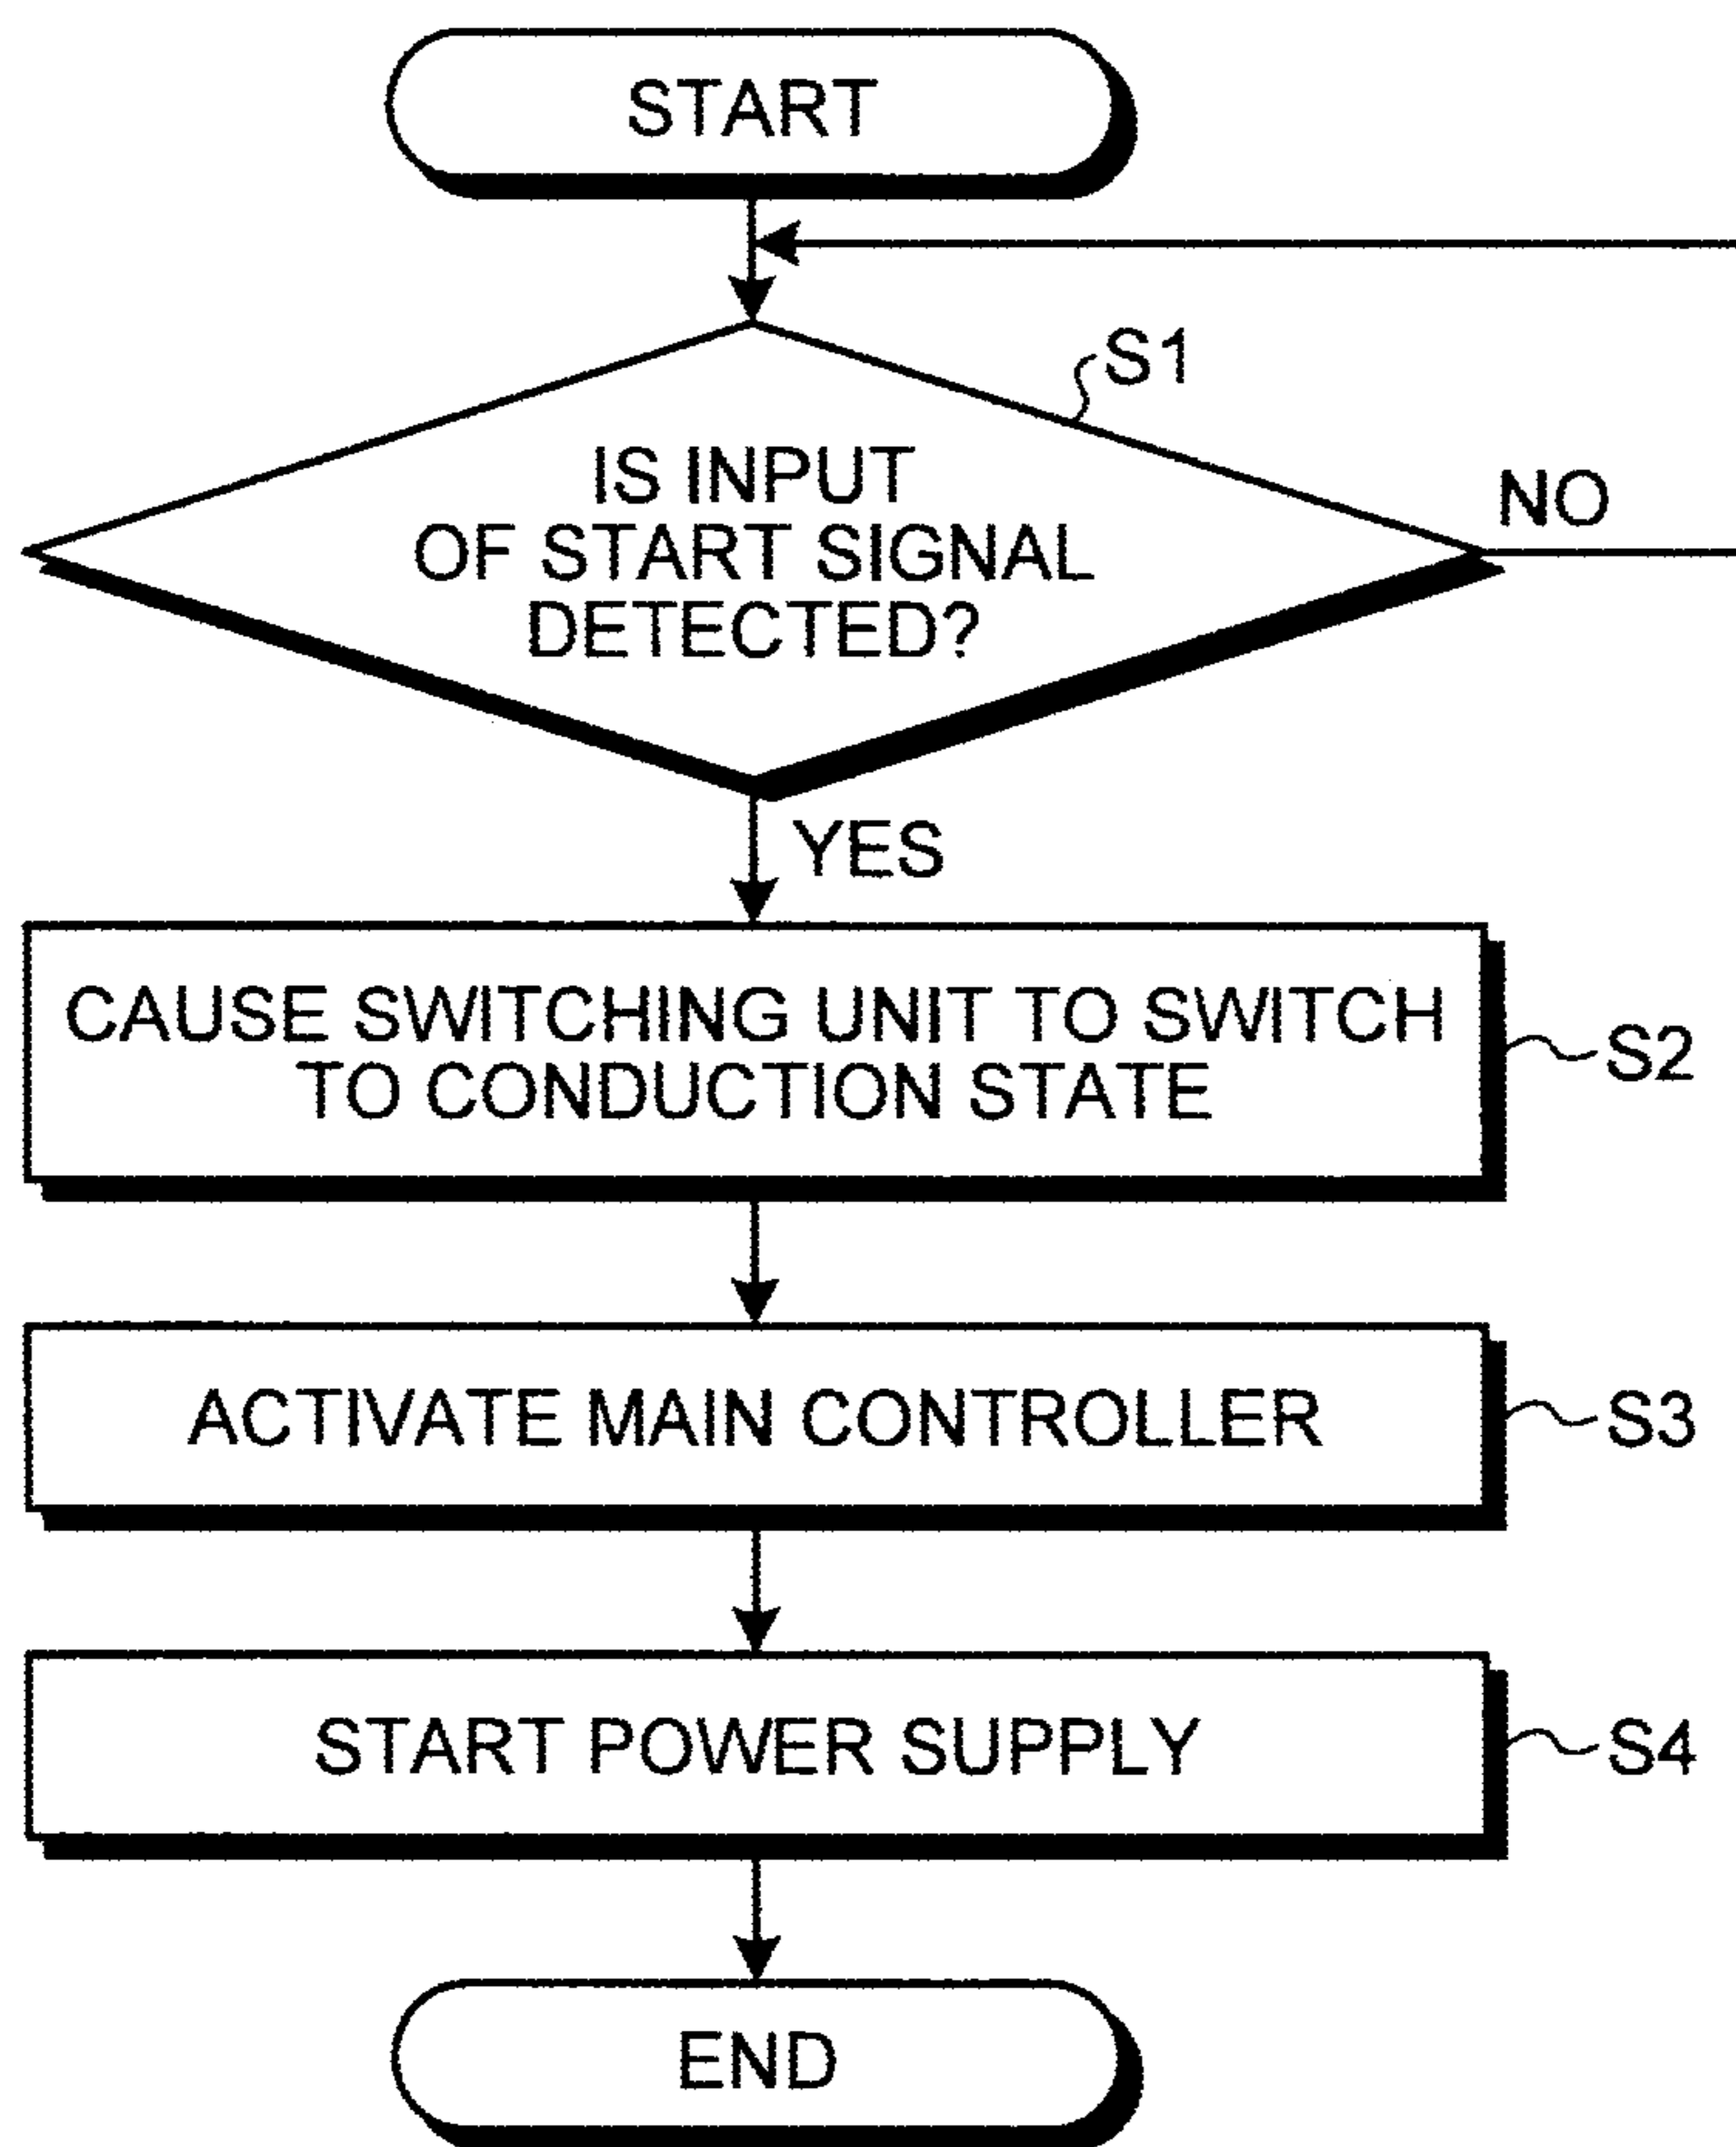 START
S1
IS INPUT
OF START SIGNAL
DETECTED?
NO
YES
CAUSE SWITCHING UNIT TO SWITCH
TO CONDUCTION STATE
S2
ACTIVATE MAIN CONTROLLER
S3
START POWER SUPPLY
S4
END